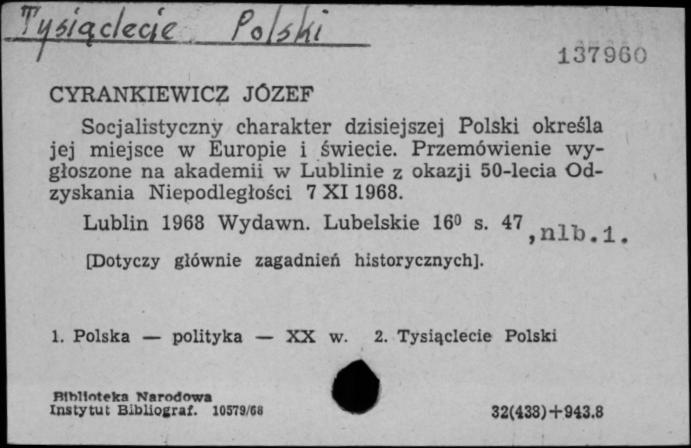 Tysiąclecie Polski
137960
CYRANKIEWICZ JÓZEF
Socjalistyczny charakter dzisiejszej Polski określa
jej miejsce w Europie i świecie. Przemówienie wy-
głoszone na akademii w Lublinie z okazji 50-lecia Od-
zyskania Niepodległości 7 XI 1968.
Lublin 1968 Wydawn. Lubelskie 16⁰ s. 47 ,nlb.1.
[Dotyczy głównie zagadnień historycznych].
1. Polska — polityka — XX w. 2. Tysiąclecie Polski
Biblioteka Narodowa
Instytut Bibliograf. 10579/68
32(438)+943.8